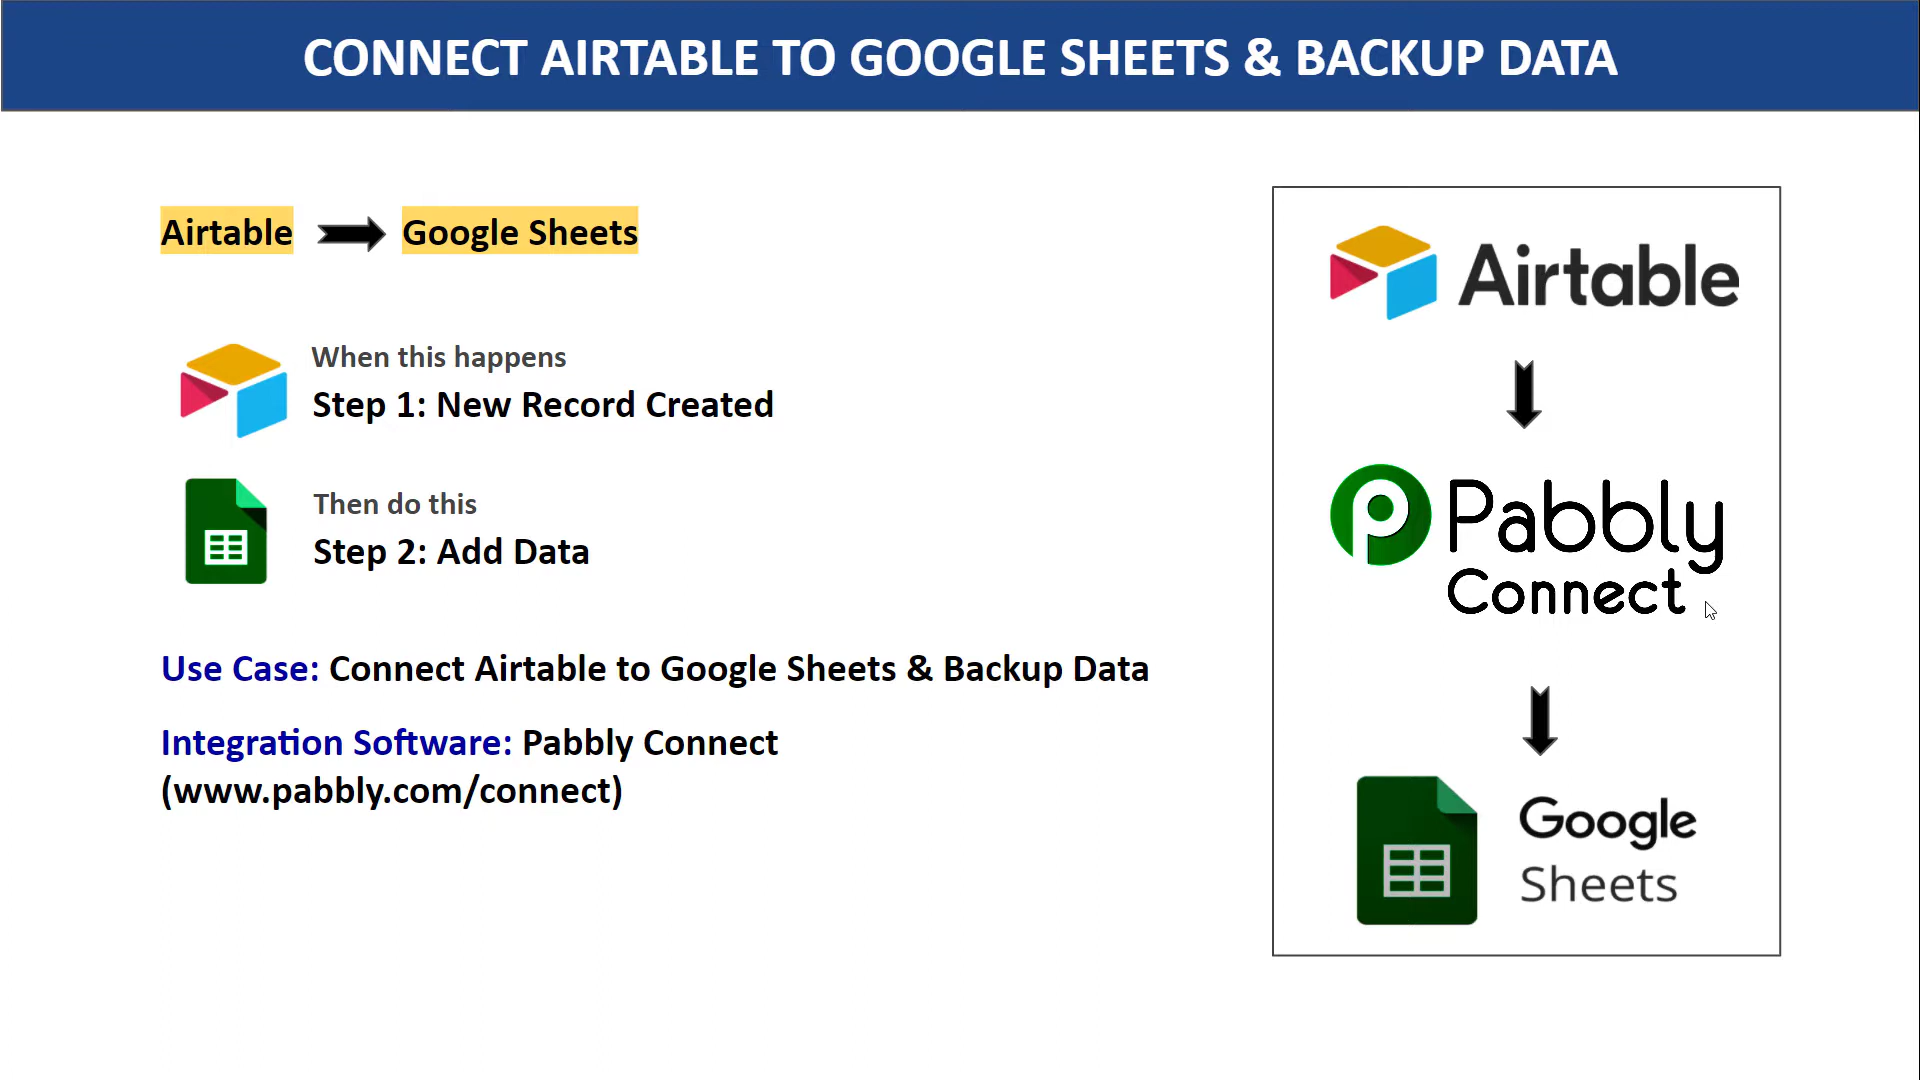 CONNECT AIRTABLE TO GOOGLE SHEETS & BACKUP DATA
Airtable Google Sheets
When this happens
Step 1: New Record Created
Then do this
Step 2: Add Data
Use Case: Connect Airtable to Google Sheets & Backup Data
Integration Software: Pabbly Connect
(www.pabbly.com/connect)
Airtable
Pabbly
Connect
Google
Sheets